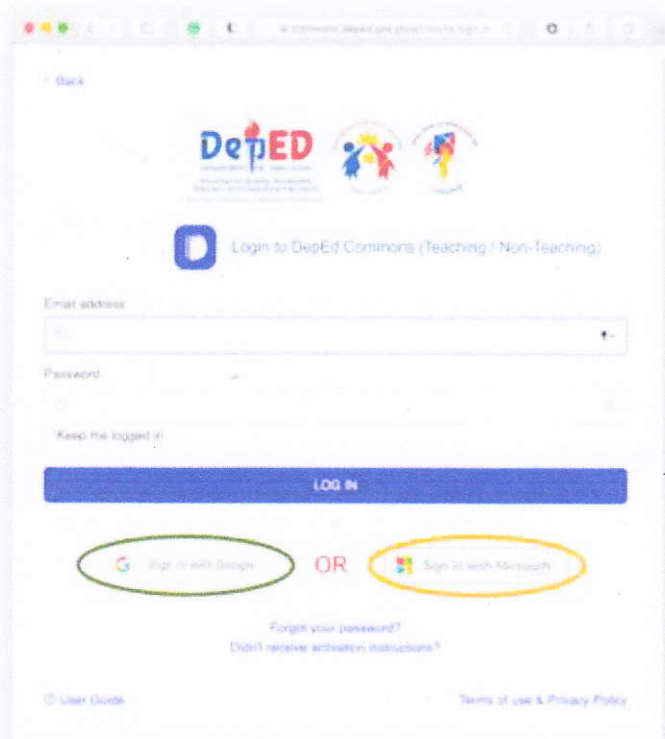 Back
DepED
Login to DepEd Commons (Teaching / Non-Teaching)
Email address
Password
Keep me logged in
LOG IN
Sign in with Google
OR
Sign in with Microsoft
Forgot your password?
Didn't receive activation instructions?
User Guide
Terms of use & Privacy Policy